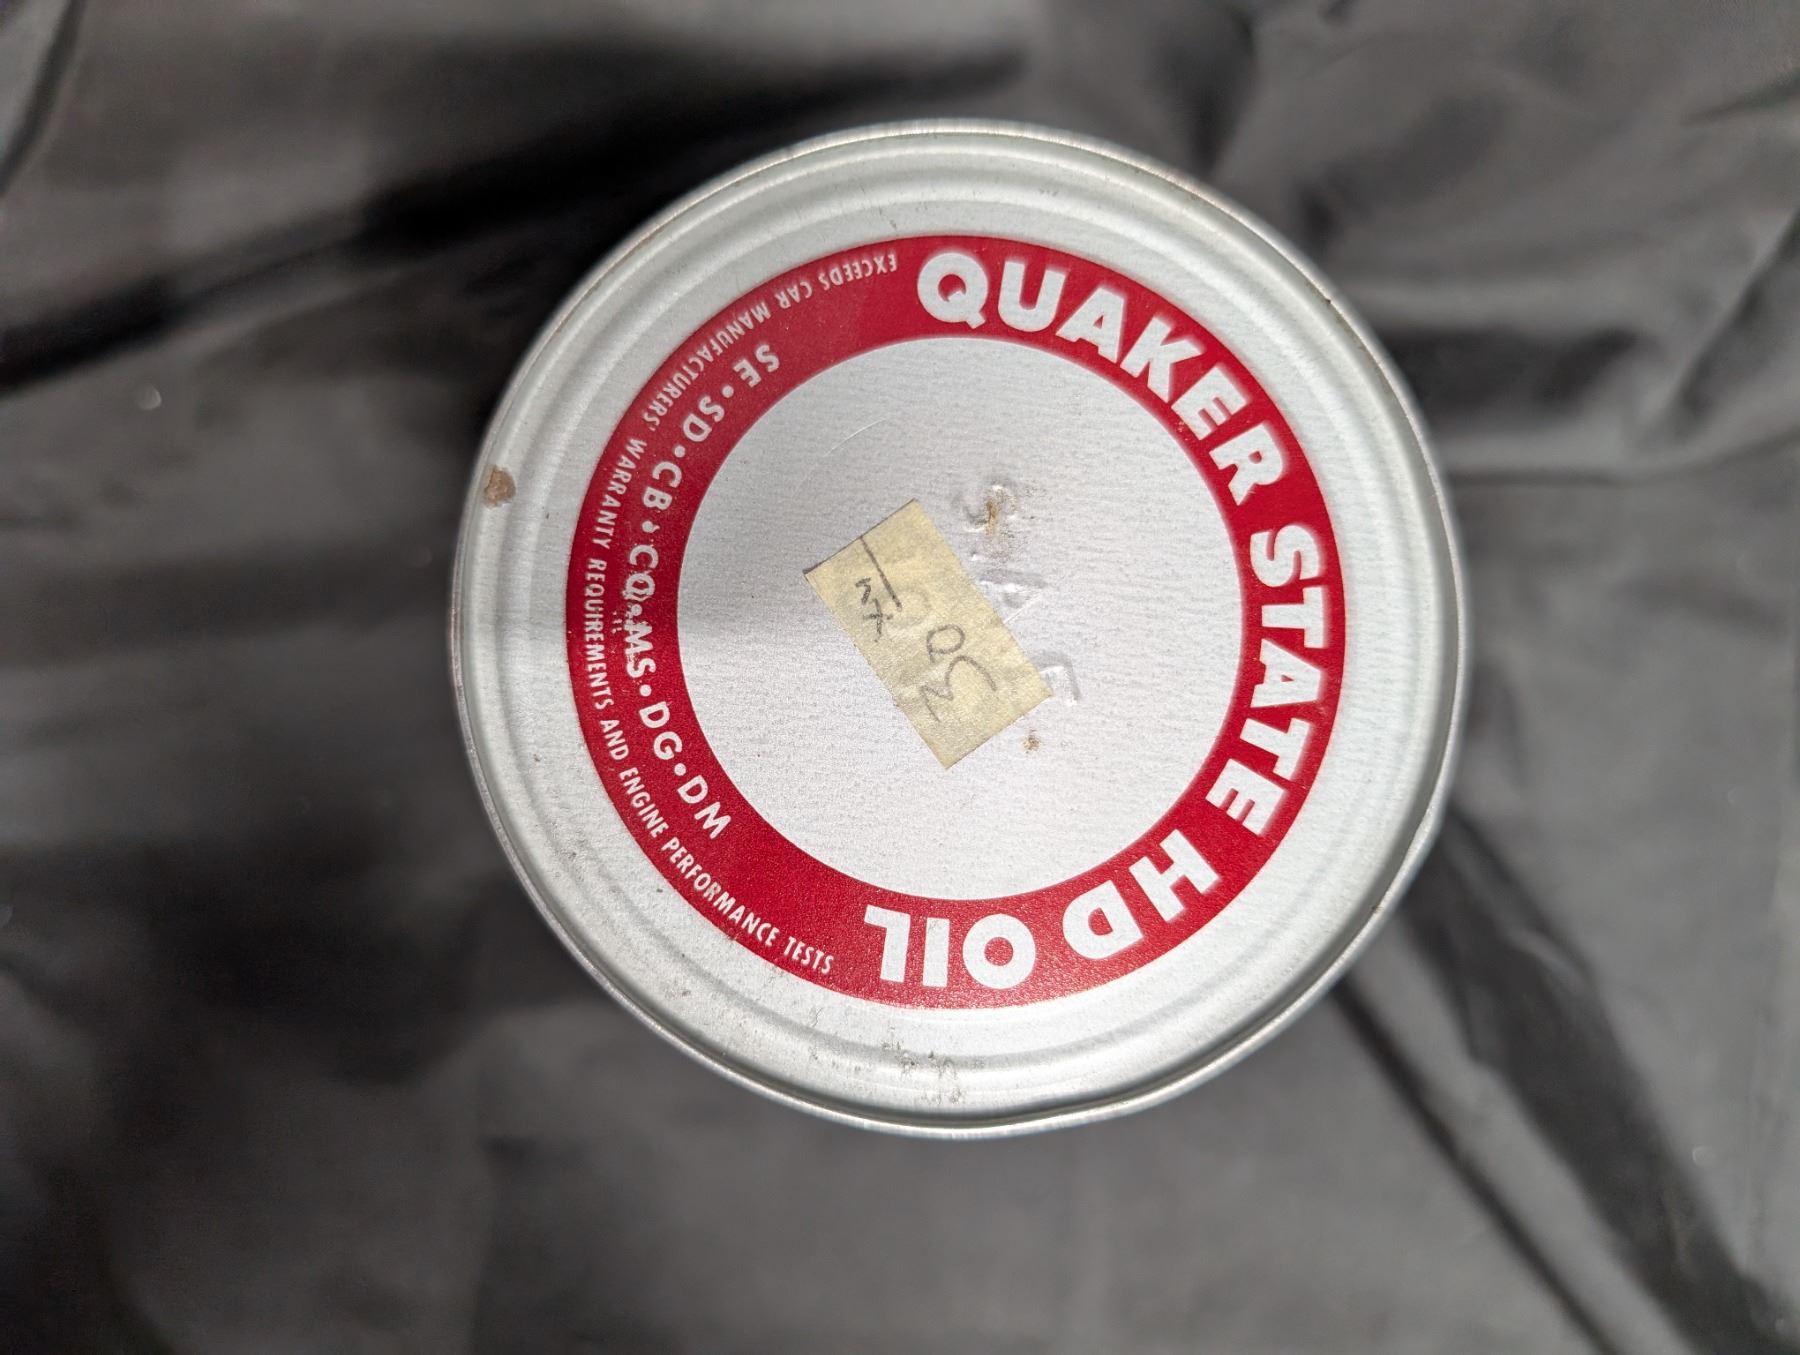 QUAKER STATE HD OIL
SE•SD•CB•CC•MS•DG•DM
EXCEEDS CAR MANUFACTURERS' WARRANTY REQUIREMENTS AND ENGINE PERFORMANCE TESTS
30